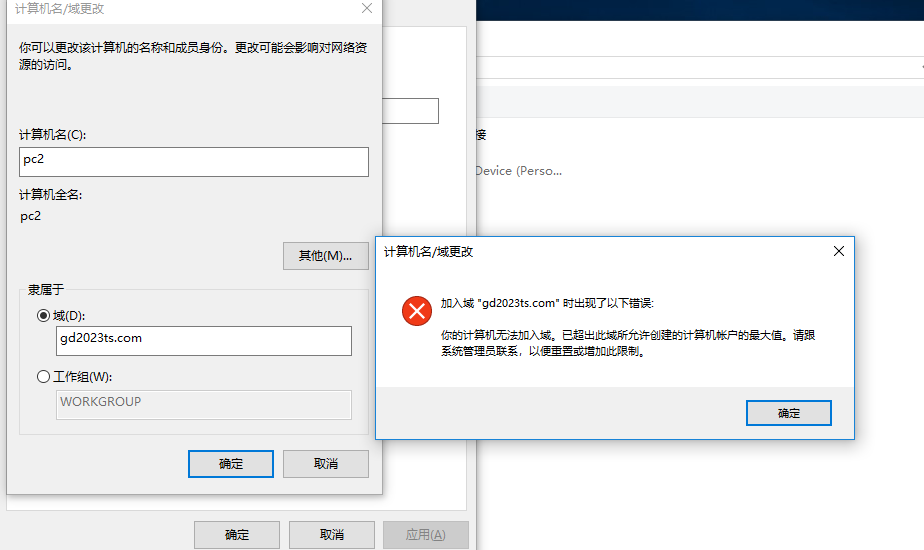 计算机名/域更改
你可以更改该计算机的名称和成员身份。更改可能会影响对网络资
源的访问。
计算机名(C):
pc2
计算机全名:
pc2
其他(M)...
隶属于
域(D):
gd2023ts.com
工作组(W):
WORKGROUP
确定
取消
确定
取消
应用(A)
接
Device (Perso...
计算机名/域更改
加入域 "gd2023ts.com" 时出现了以下错误:
你的计算机无法加入域。已超出此域所允许创建的计算机帐户的最大值。请跟
系统管理员联系，以便重置或增加此限制。
确定